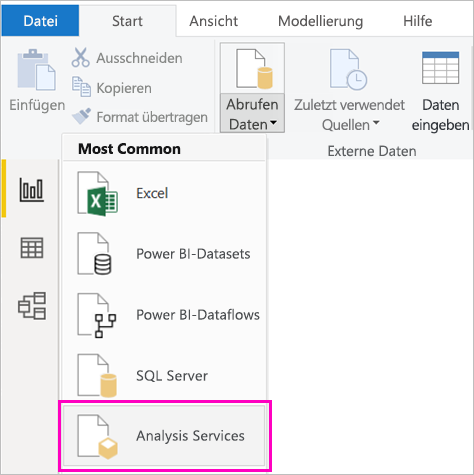 Datei Start Ansicht Modellierung Hilfe
Ausschneiden
Kopieren
Format übertragen
Einfügen
Abrufen
Daten
Zuletzt verwendet
Quellen
Daten
eingeben
Externe Daten
Most Common
Excel
Power BI-Datasets
Power BI-Dataflows
SQL Server
Analysis Services